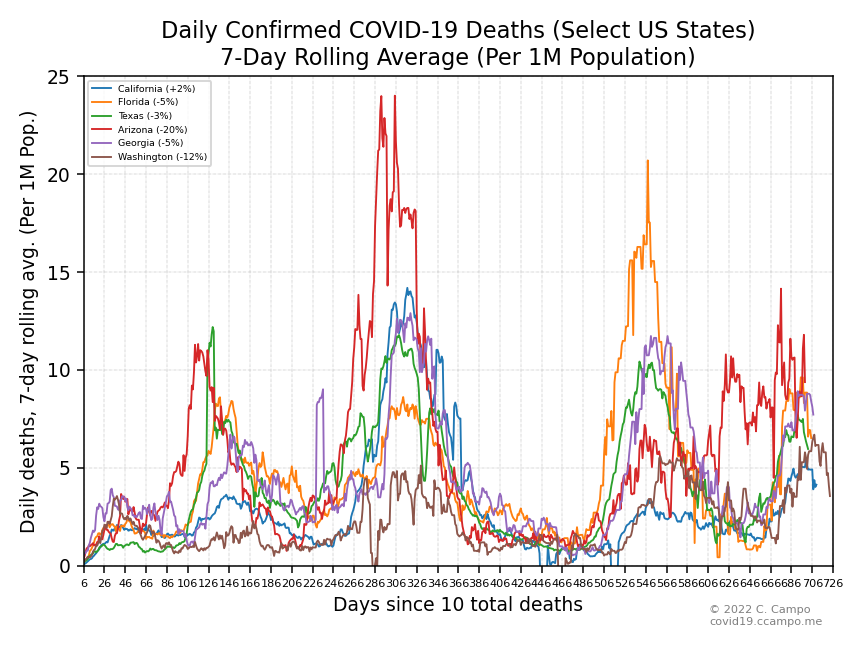 Daily Confirmed COVID-19 Deaths (Select US States)
7-Day Rolling Average (Per 1M Population)
Daily deaths, 7-day rolling avg. (Per 1M Pop.)
25
20
15
10
5
0
California (+2%)
Florida (-5%)
Texas (-3%)
Arizona (-20%)
Georgia (-5%)
Washington (-12%)
6 26 46 66 86 106 126 146 166 186 206 226 246 266 286 306 326 346 366 386 406 426 446 466 486 506 526 546 566 586 606 626 646 666 686 706 726
Days since 10 total deaths
© 2022 C. Campo
covid19.ccampo.me